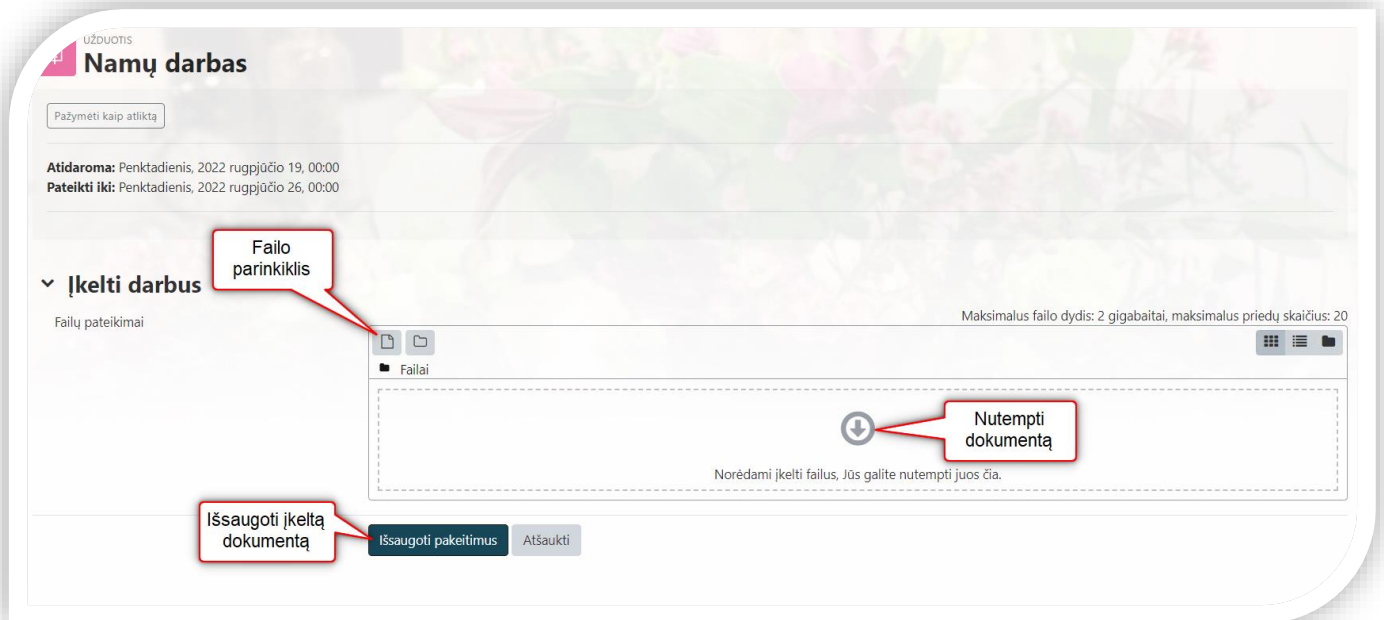 UŽDUOTIS
Namų darbas
Pažymėti kaip atliktą
Atidaroma: Penktadienis, 2022 rugpjūčio 19, 00:00
Pateikti iki: Penktadienis, 2022 rugpjūčio 26, 00:00
Failo
parinkiklis
Įkelti darbus
Failų pateikimai
Maksimalus failo dydis: 2 gigabaitai, maksimalus priedų skaičius: 20
Failai
Nutempti
dokumentą
Norėdami įkelti failus, Jūs galite nutempti juos čia.
Išsaugoti įkeltą
dokumentą
Išsaugoti pakeitimus
Atšaukti